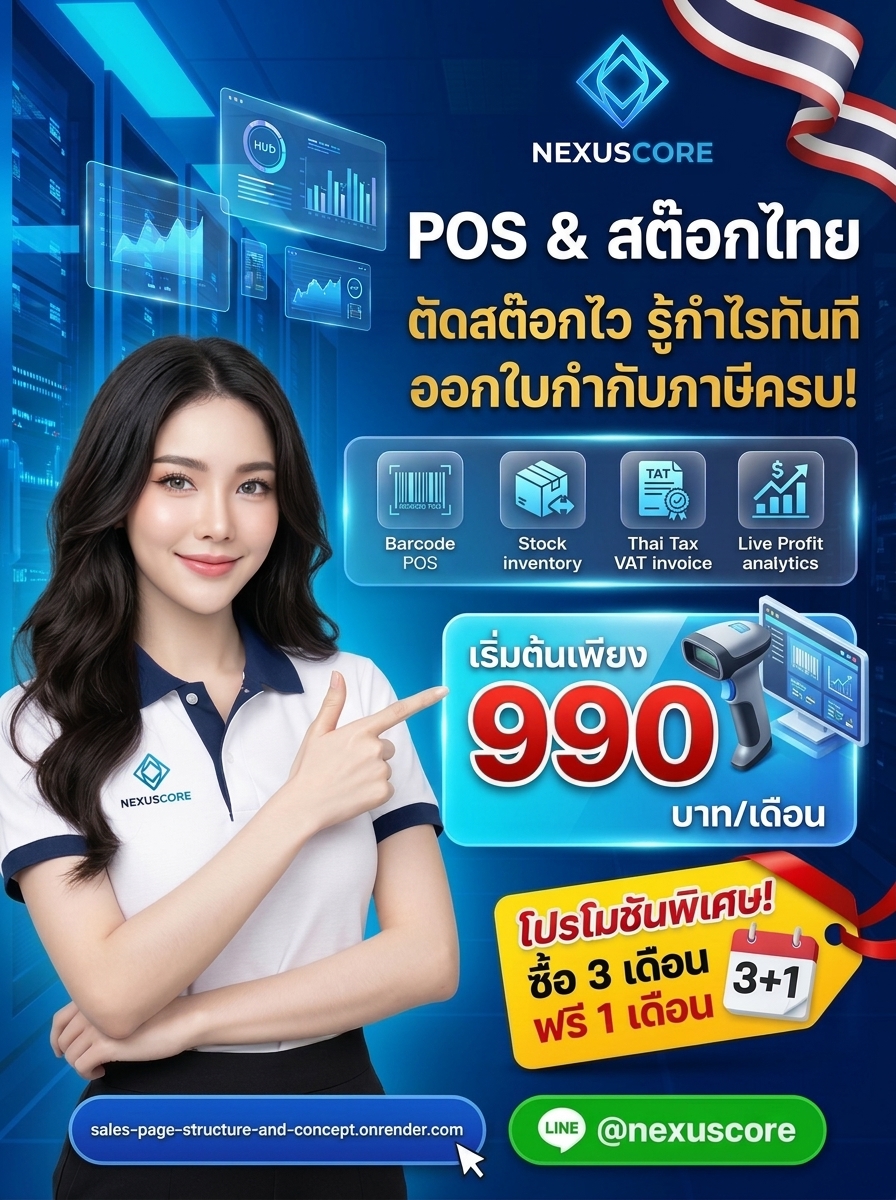 NEXUSCORE
HUD
POS & สต๊อกไทย
ตัดสต๊อกไว รู้กำไรทันที
ออกใบกำกับภาษีครบ!
TAT
$
Barcode
POS
Stock
inventory
Thai Tax
VAT invoice
Live Profit
analytics
เริ่มต้นเพียง
990
บาท/เดือน
NEXUSCORE
โปรโมชันพิเศษ!
ซื้อ 3 เดือน
ฟรี 1 เดือน
3+1
sales-page-structure-and-concept.onrender.com
LINE @nexuscore